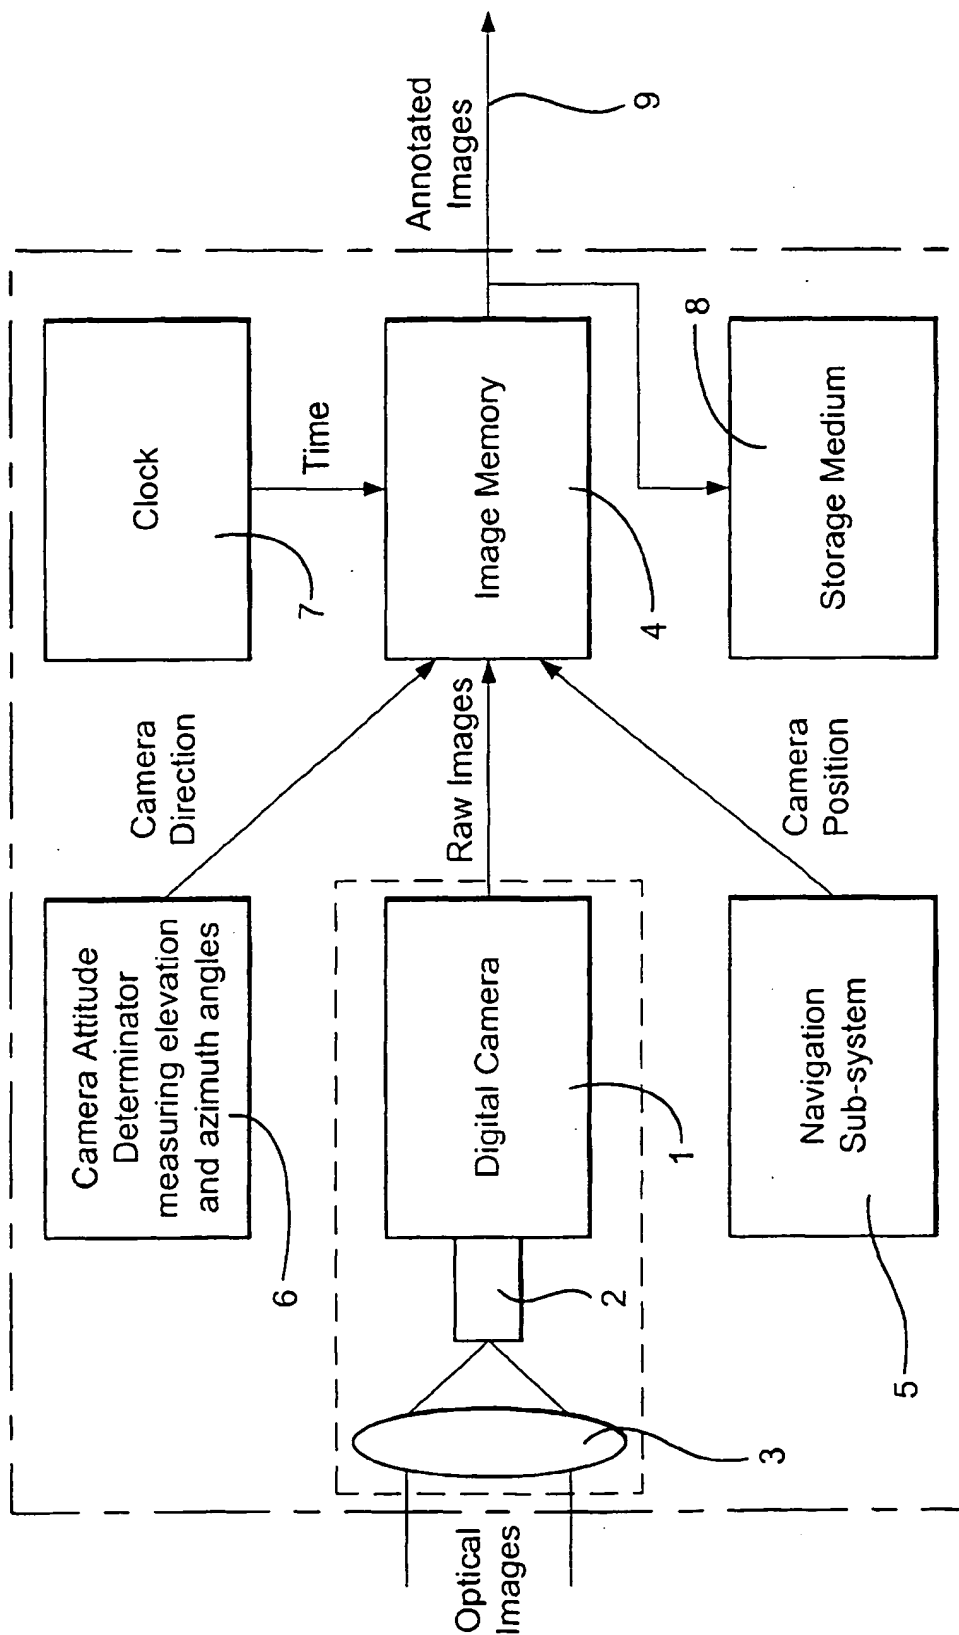 Optical
Images
3
2
Camera Attitude
Determinator
measuring elevation
and azimuth angles
6
Digital Camera
1
Navigation
Sub-system
5
Camera
Direction
Raw Images
Camera
Position
Clock
7
Time
Image Memory
4
Storage Medium
8
Annotated
Images
9